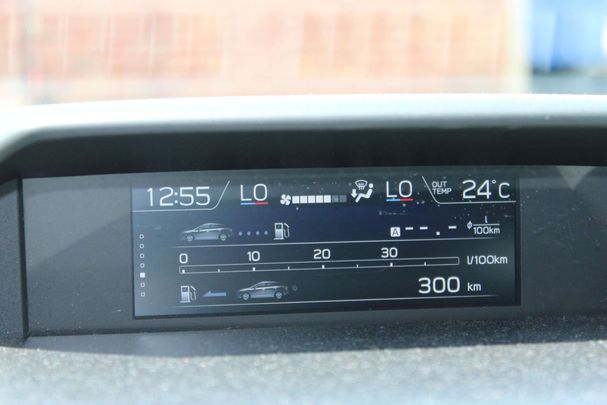 12:55 LO LO OUT TEMP 24°C
A --.- l/100km
0 10 20 30 l/100km
300 km